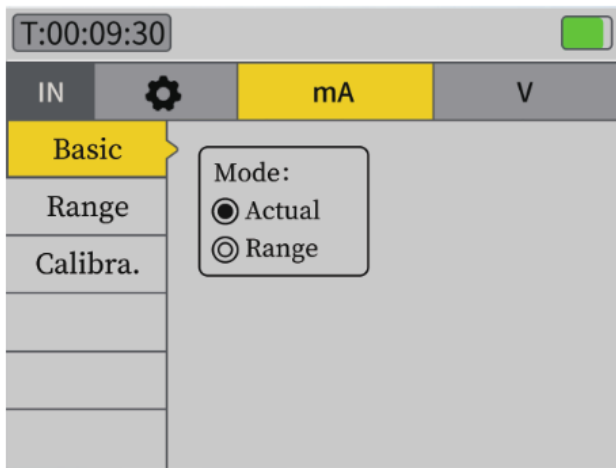 T:00:09:30
IN mA V
Basic
Range
Calibra.
Mode:
Actual
Range